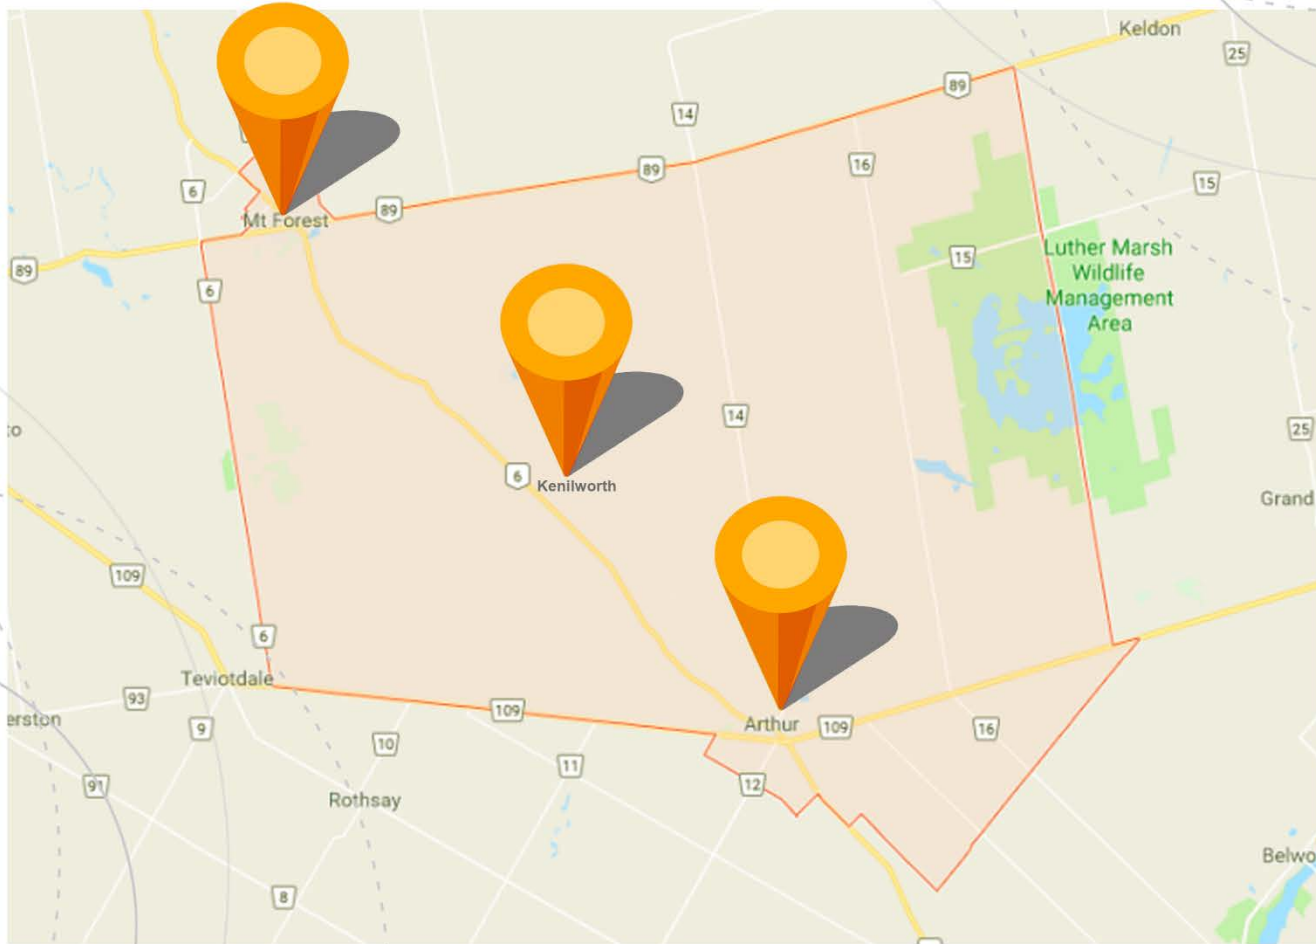 Keldon
25
89
14
16
89
15
6
89
Mt Forest
Luther Marsh
Wildlife
Management
Area
15
89
6
14
25
6
Kenilworth
Grand
109
6
Teviotdale
93
109
Arthur
109
16
erston
9
10
11
12
91
Rothsay
Belwo
8